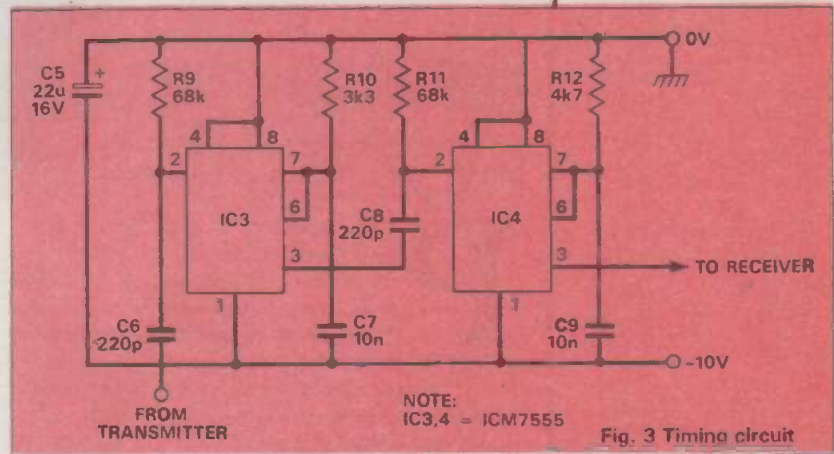 C5
22u
16V
R9
68k
R10
3k3
R11
68k
R12
4k7
0V
4
8
2
7
6
IC3
3
1
C8
220p
4
8
2
7
6
IC4
3
1
TO RECEIVER
C6
220p
C7
10n
C9
10n
-10V
FROM
TRANSMITTER
NOTE:
IC3,4 = ICM7555
Fig. 3 Timing circuit